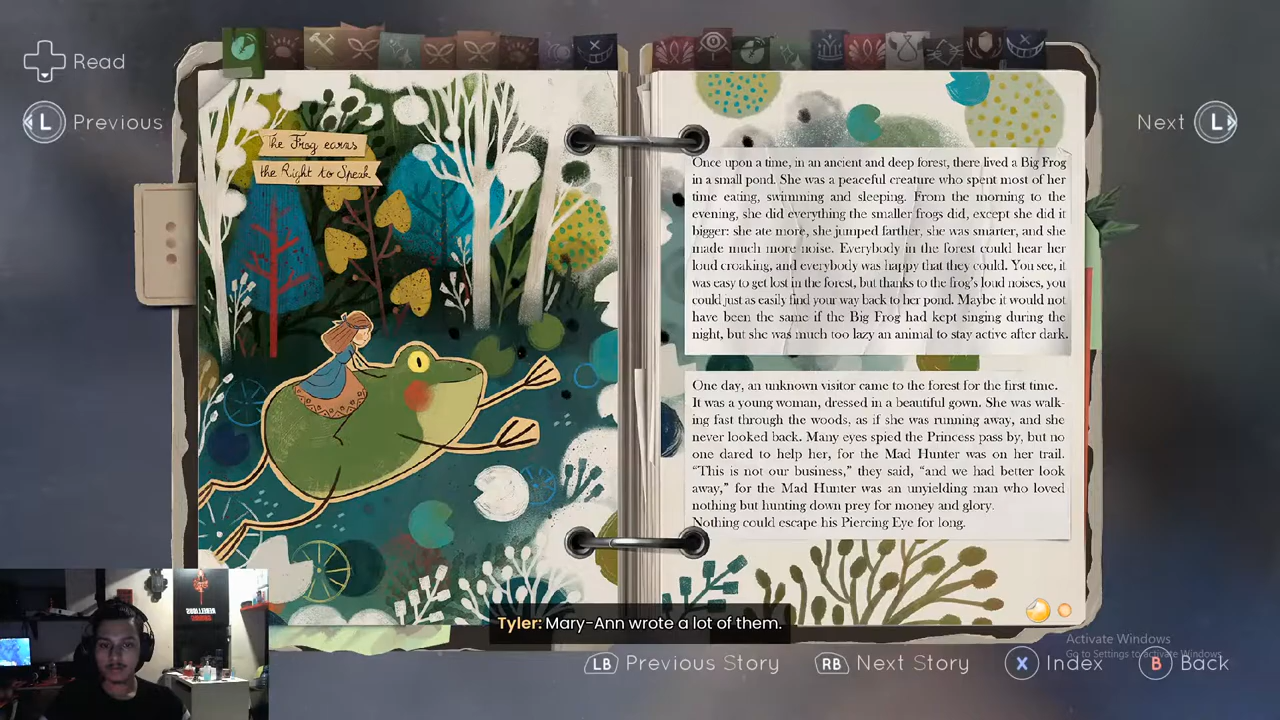 Read
L Previous
Next L
The Frog earns
the Right to Speak
Once upon a time, in an ancient and deep forest, there lived a Big Frog
in a small pond. She was a peaceful creature who spent most of her
time eating, swimming and sleeping. From the morning to the
evening, she did everything the smaller frogs did, except she did it
bigger: she ate more, she jumped farther, she was smarter, and she
made much more noise. Everybody in the forest could hear her
loud croaking, and everybody was happy that they could. You see, it
was easy to get lost in the forest, but thanks to the frog's loud noises, you
could just as easily find your way back to her pond. Maybe it would not
have been the same if the Big Frog had kept singing during the
night, but she was much too lazy an animal to stay active after dark.
One day, an unknown visitor came to the forest for the first time.
It was a young woman, dressed in a beautiful gown. She was walk-
ing fast through the woods, as if she was running away, and she
never looked back. Many eyes spied the Princess pass by, but no
one dared to help her, for the Mad Hunter was on her trail.
"This is not our business," they said, "and we had better look
away," for the Mad Hunter was an unyielding man who loved
nothing but hunting down prey for money and glory.
Nothing could escape his Piercing Eye for long.
Tyler: Mary-Ann wrote a lot of them.
Activate Windows
Go to Settings to activate Windows.
LB Previous Story RB Next Story X Index B Back